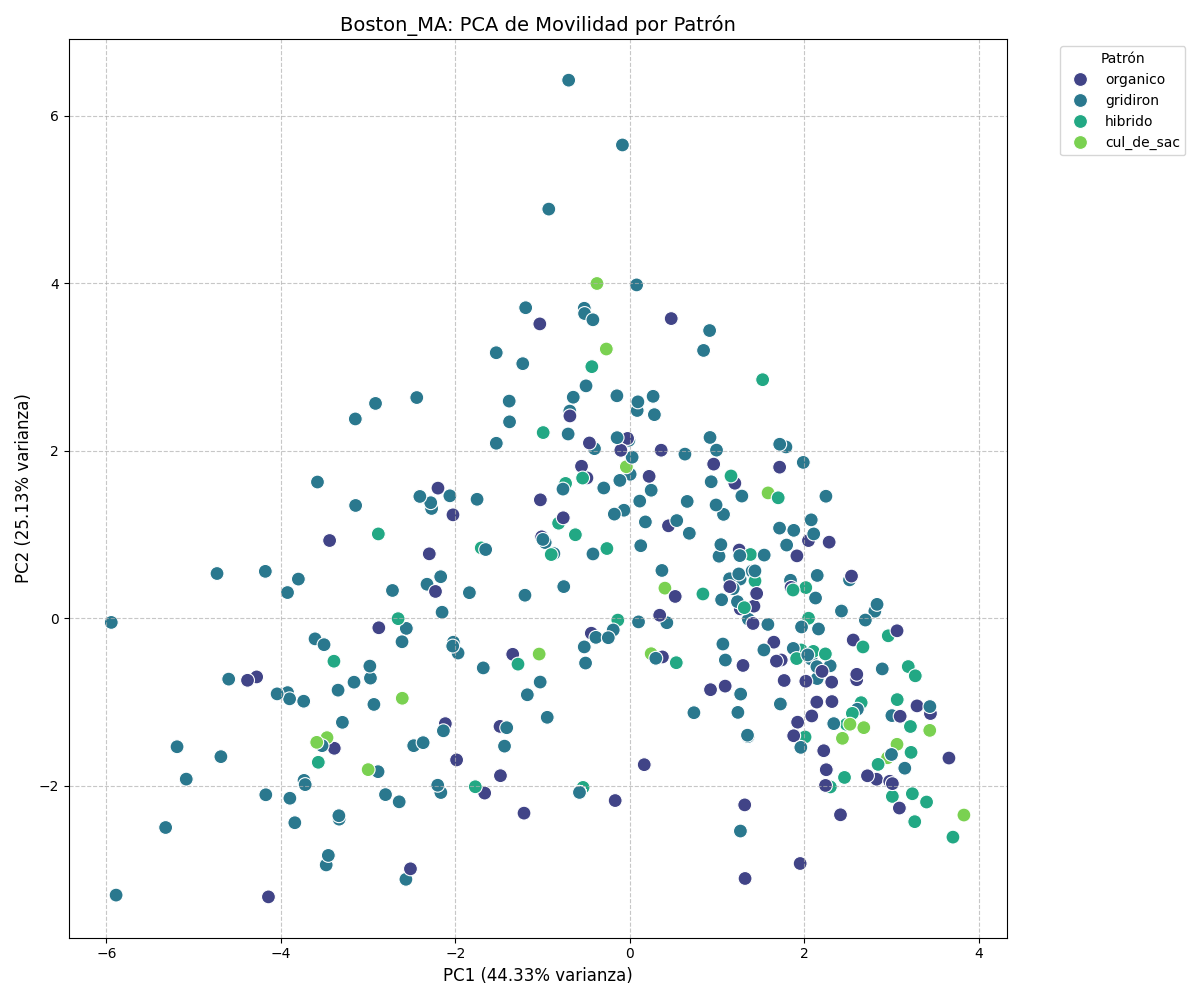 Boston_MA: PCA de Movilidad por Patrón
Patrón
organico
gridiron
hibrido
cul_de_sac
PC2 (25.13% varianza)
6
4
2
0
−2
−6
−4
−2
0
2
4
PC1 (44.33% varianza)